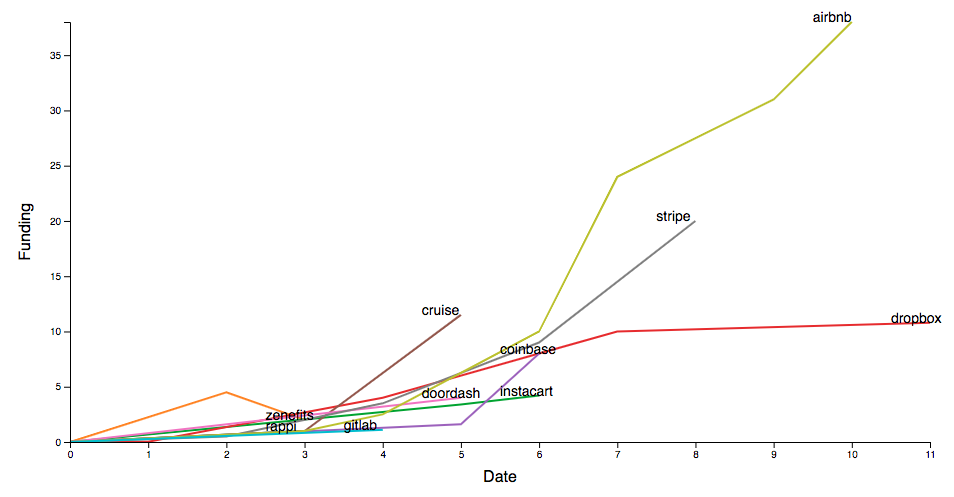 airbnb
35
30
25
stripe
20
Funding
15
cruise
dropbox
10
coinbase
5
doordash
instacart
zenefits
rappi
gitlab
0
0 1 2 3 4 5 6 7 8 9 10 11
Date